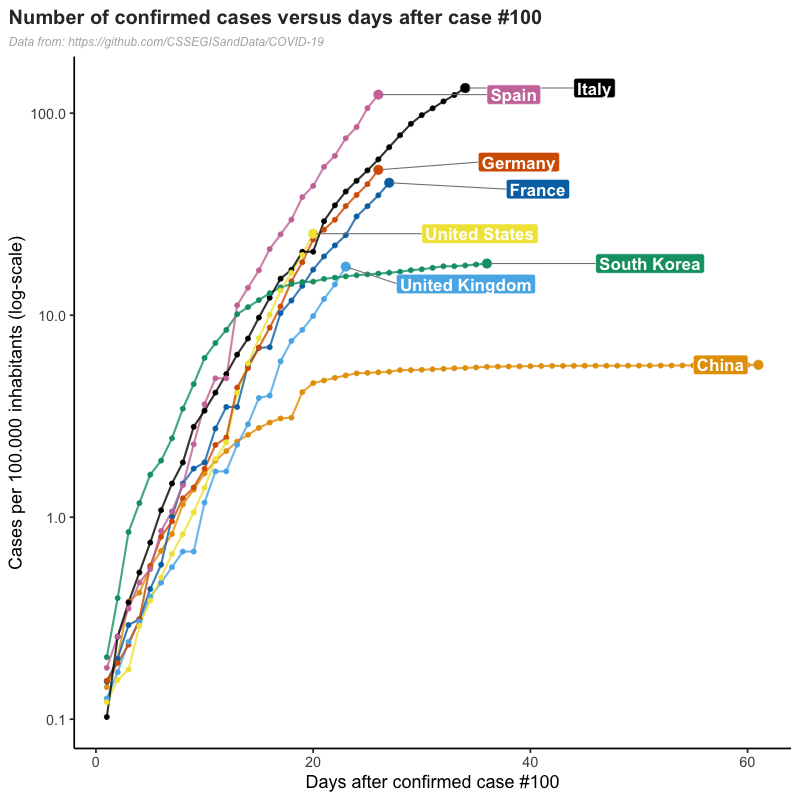 Number of confirmed cases versus days after case #100
Data from: https://github.com/CSSEGISandData/COVID-19
Cases per 100.000 inhabitants (log-scale)
100.0
10.0
1.0
0.1
Spain
Italy
Germany
France
United States
South Korea
United Kingdom
China
0
20
40
60
Days after confirmed case #100